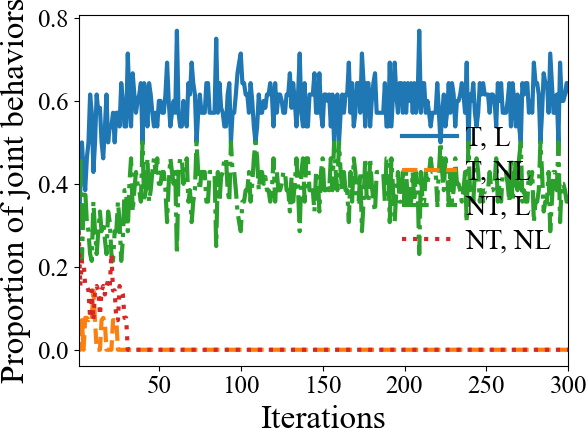 Proportion of joint behaviors
0.8
0.6
0.4
0.2
0.0
T, L
T, NL
NT, L
NT, NL
50 100 150 200 250 300
Iterations